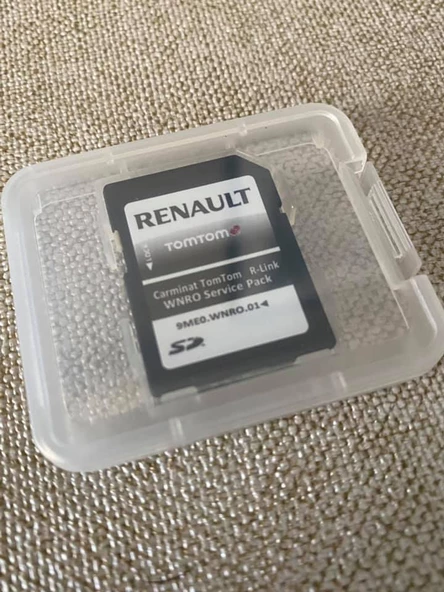 RENAULT
TOMTOM
LOCK
Carminat TomTom R-Link
WNRO Service Pack
9ME0.WNRO.01
SD